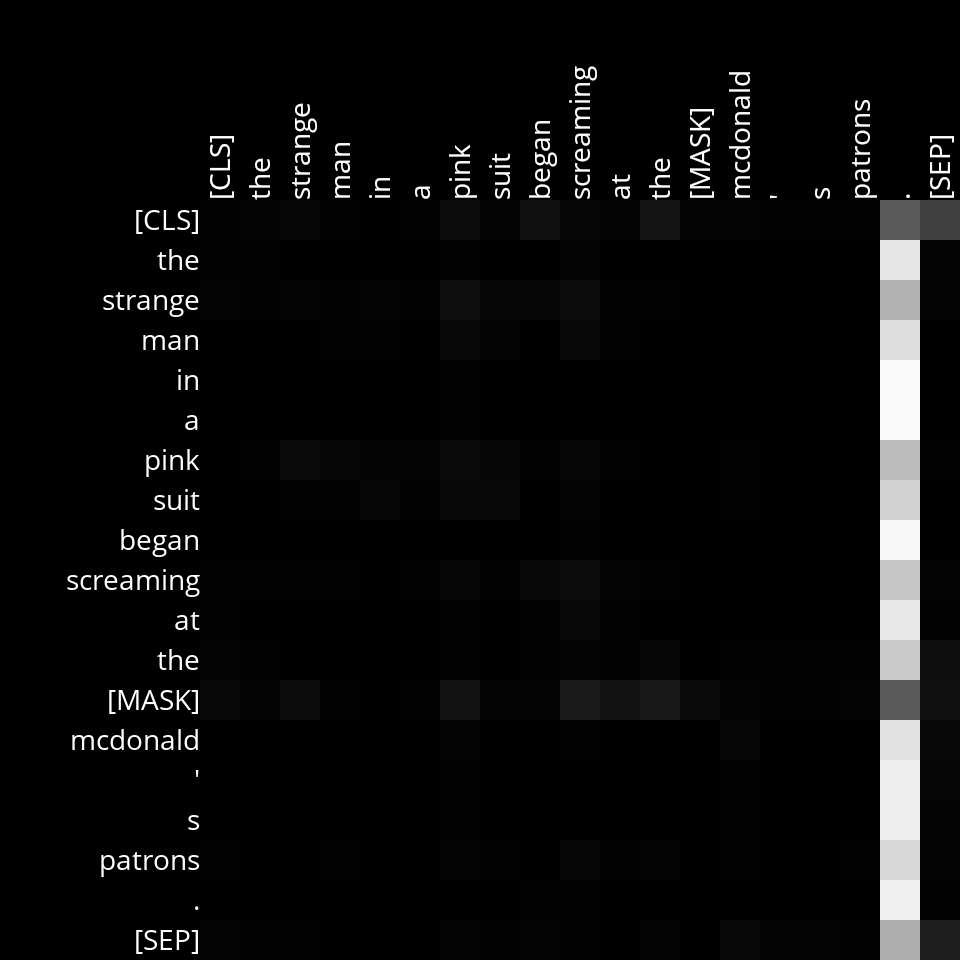 [CLS]
the
strange
man
in
a
pink
suit
began
screaming
at
the
[MASK]
mcdonald
'
s
patrons
.
[SEP]
[CLS]
the
strange
man
in
a
pink
suit
began
screaming
at
the
[MASK]
mcdonald
'
s
patrons
.
[SEP]